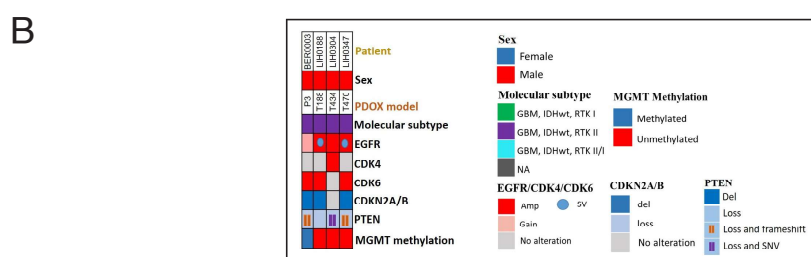 B
BER0003 LIH0188 LIH0304 LIH0347
Patient
Sex
P3 T188 T434 T470
PDOX model
Molecular subtype
EGFR
CDK4
CDK6
CDKN2A/B
PTEN
MGMT methylation
Sex
Female
Male
Molecular subtype
GBM, IDHwt, RTK I
GBM, IDHwt, RTK II
GBM, IDHwt, RTK II/I
NA
MGMT Methylation
Methylated
Unmethylated
EGFR/CDK4/CDK6
Amp
SV
Gain
No alteration
CDKN2A/B
del
loss
No alteration
PTEN
Del
Loss
Loss and frameshift
Loss and SNV